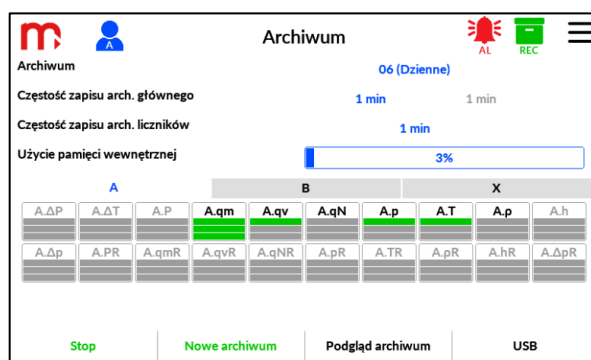 A
Archiwum
AL
REC
Archiwum
06 (Dzienne)
Częstość zapisu arch. głównego
1 min
1 min
Częstość zapisu arch. liczników
1 min
Użycie pamięci wewnętrznej
3%
A
B
X
A.ΔP A.ΔT A.P A.qm A.qv A.qN A.p A.T A.ρ A.h
A.Δp A.PR A.qmR A.qvR A.qNR A.pR A.TR A.ρR A.hR A.ΔpR
Stop
Nowe archiwum
Podgląd archiwum
USB